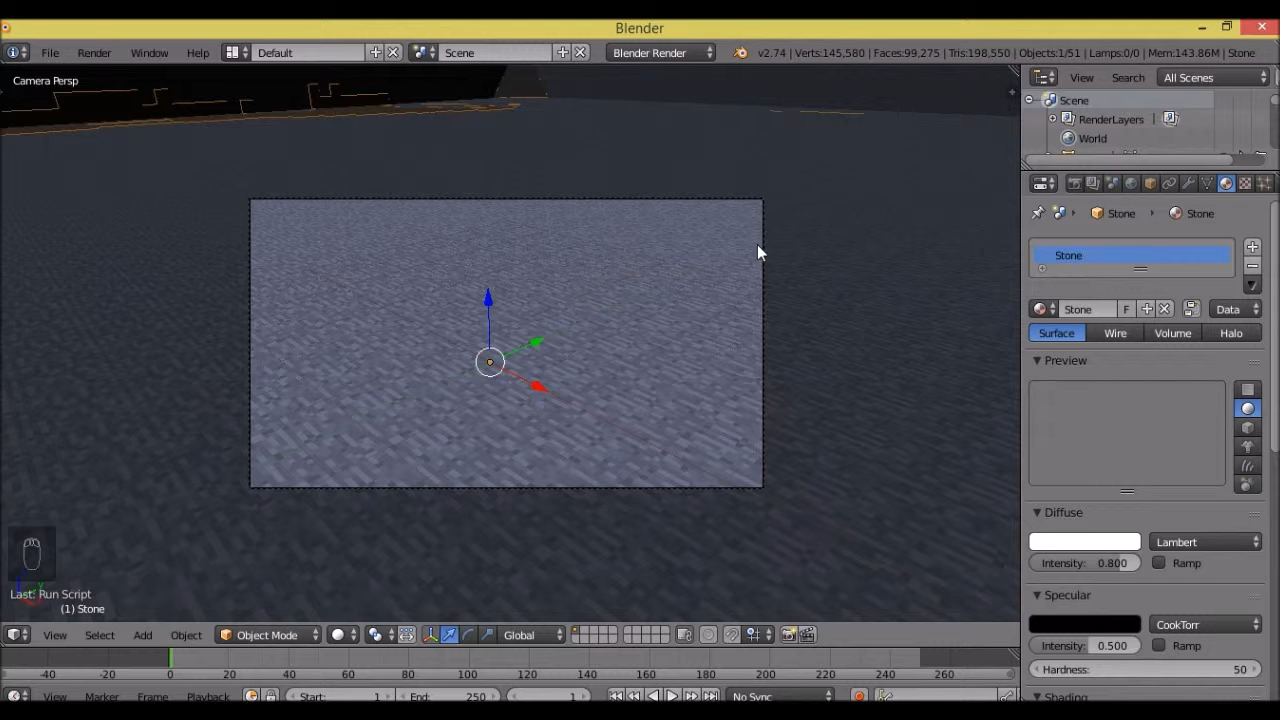 Blender
File Render Window Help Default Scene Blender Render v2.74 | Verts:145,580 | Faces:99,275 | Tris:198,550 | Objects:1/51 | Lamps:0/0 | Mem:143.86M | Stone
Camera Persp
View Search All Scenes
Scene
RenderLayers
World
Stone Stone
Stone
Stone F Data
Surface Wire Volume Halo
Preview
Diffuse
Lambert
Intensity: 0.800 Ramp
Specular
CookTorr
Intensity: 0.500 Ramp
Hardness: 50
Shading
Last: Run Script
(1) Stone
View Select Add Object Object Mode Global
-40 -20 0 20 40 60 80 100 120 140 160 180 200 220 240 260
View Marker Frame Playback Start: 1 End: 250 1 No Sync